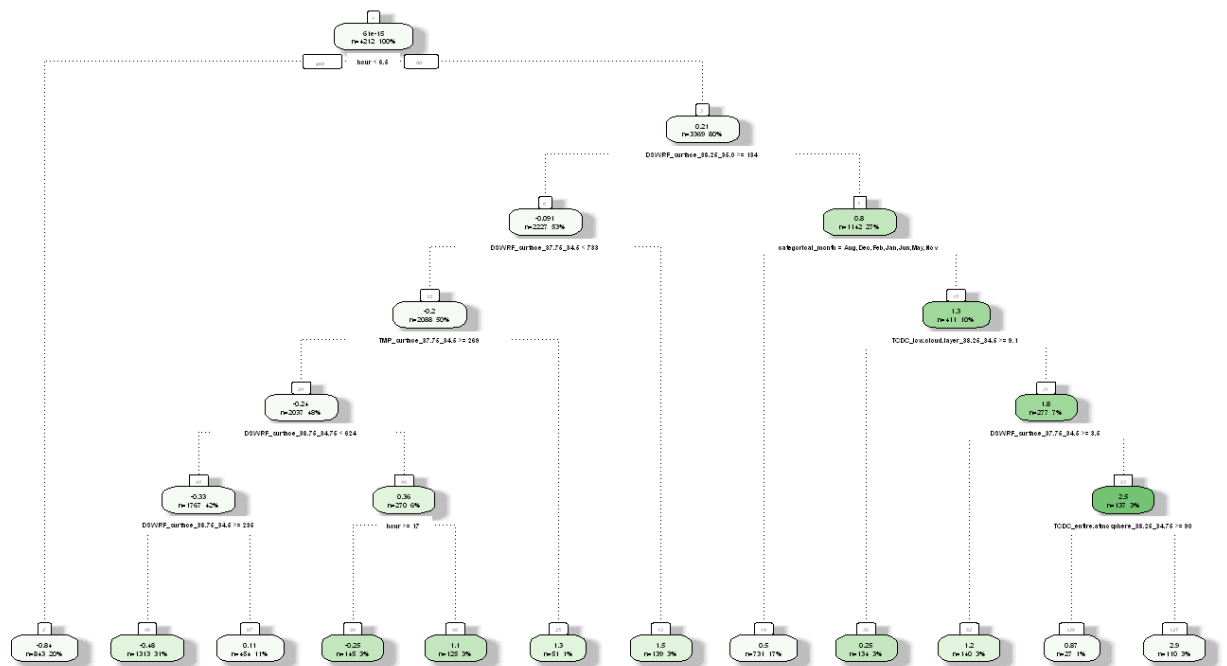 6.1e-15
n=4212 100%
yes
hour < 6.5
no
0.21
n=3369 80%
DSWRF_surface_38.25_35.0 >= 184
-0.091
n=2227 53%
DSWRF_surface_37.75_34.5 < 733
0.8
n=1142 27%
categorical_month = Aug,Dec,Feb,Jan,Jun,May,Nov
-0.2
n=2088 50%
TMP_surface_37.75_34.5 >= 269
1.3
n=411 10%
TCDC_low.cloud.layer_38.25_34.5 >= 9.1
-0.24
n=2037 48%
DSWRF_surface_38.75_34.75 < 624
1.8
n=277 7%
DSWRF_surface_37.75_34.5 >= 3.5
-0.33
n=1767 42%
DSWRF_surface_38.75_34.5 >= 235
0.36
n=270 6%
hour >= 17
2.5
n=137 3%
TCDC_entire.atmosphere_38.25_34.75 >= 90
-0.84
n=843 20%
-0.48
n=1313 31%
0.11
n=454 11%
-0.25
n=145 3%
1.1
n=125 3%
1.3
n=51 1%
1.5
n=139 3%
0.5
n=731 17%
0.25
n=134 3%
1.2
n=140 3%
0.87
n=27 1%
2.9
n=110 3%